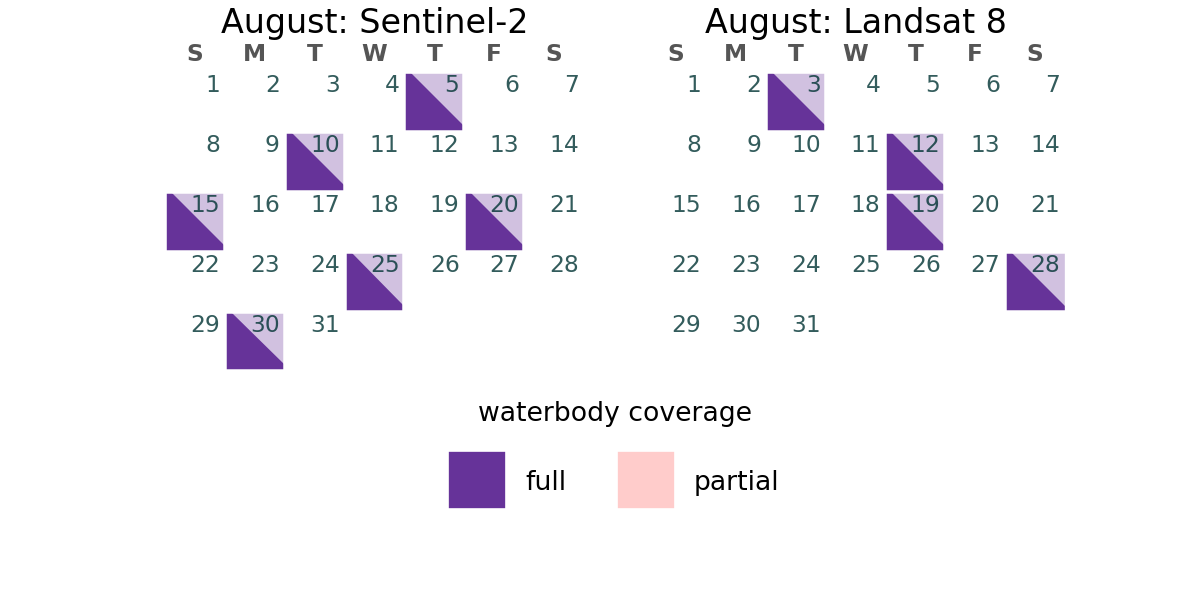 August: Sentinel-2
S M T W T F S
1 2 3 4 5 6 7
8 9 10 11 12 13 14
15 16 17 18 19 20 21
22 23 24 25 26 27 28
29 30 31
August: Landsat 8
S M T W T F S
1 2 3 4 5 6 7
8 9 10 11 12 13 14
15 16 17 18 19 20 21
22 23 24 25 26 27 28
29 30 31
waterbody coverage
full partial